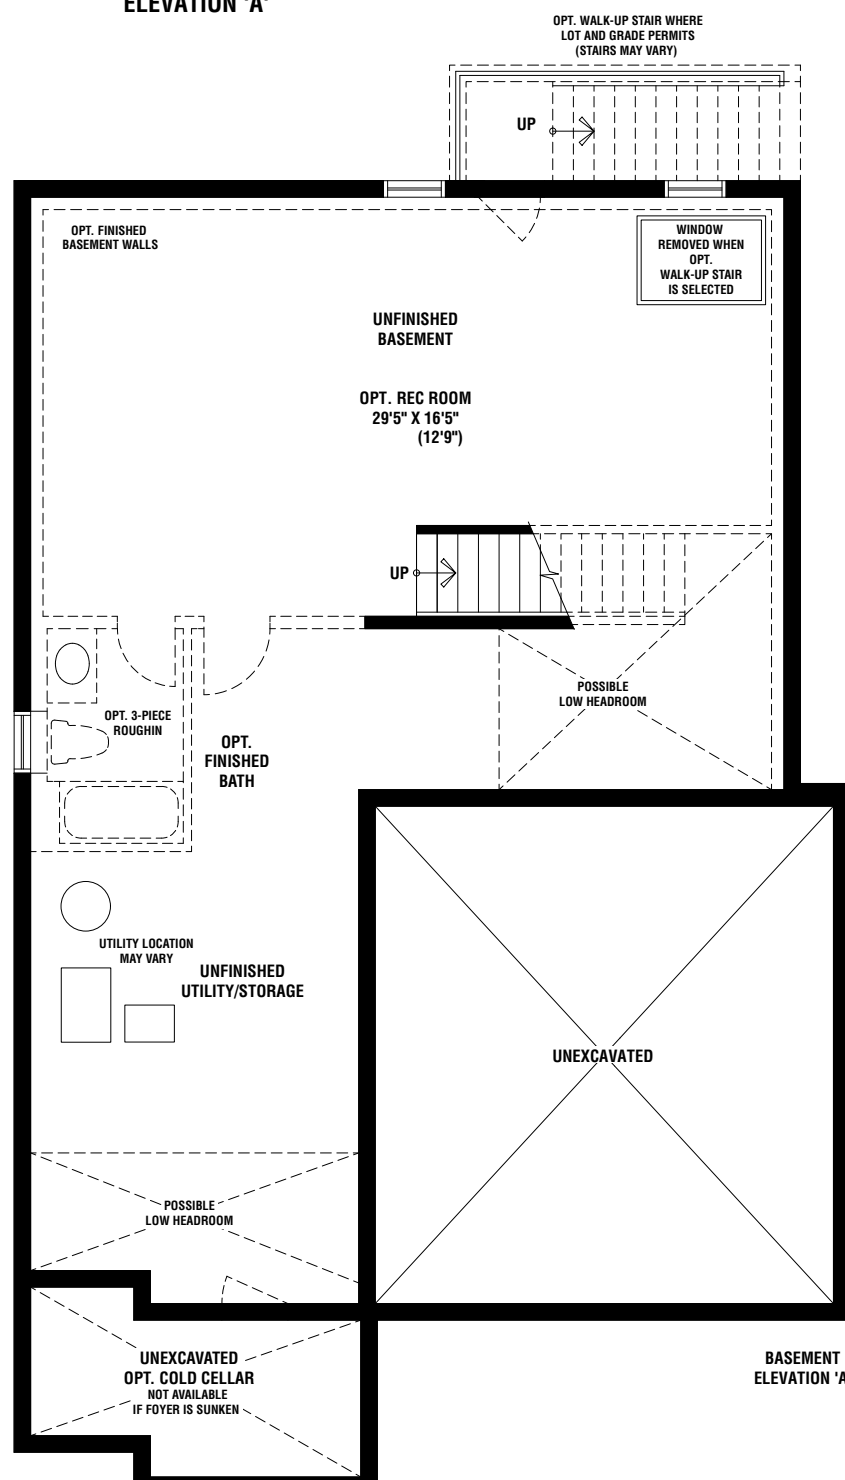 ELEVATION 'A'
OPT. WALK-UP STAIR WHERE
LOT AND GRADE PERMITS
(STAIRS MAY VARY)
UP
OPT. FINISHED
BASEMENT WALLS
WINDOW
REMOVED WHEN
OPT.
WALK-UP STAIR
IS SELECTED
UNFINISHED
BASEMENT
OPT. REC ROOM
29'5" X 16'5"
(12'9")
UP
POSSIBLE
LOW HEADROOM
OPT. 3-PIECE
ROUGHIN
OPT.
FINISHED
BATH
UTILITY LOCATION
MAY VARY
UNFINISHED
UTILITY/STORAGE
UNEXCAVATED
POSSIBLE
LOW HEADROOM
UNEXCAVATED
OPT. COLD CELLAR
NOT AVAILABLE
IF FOYER IS SUNKEN
BASEMENT
ELEVATION 'A